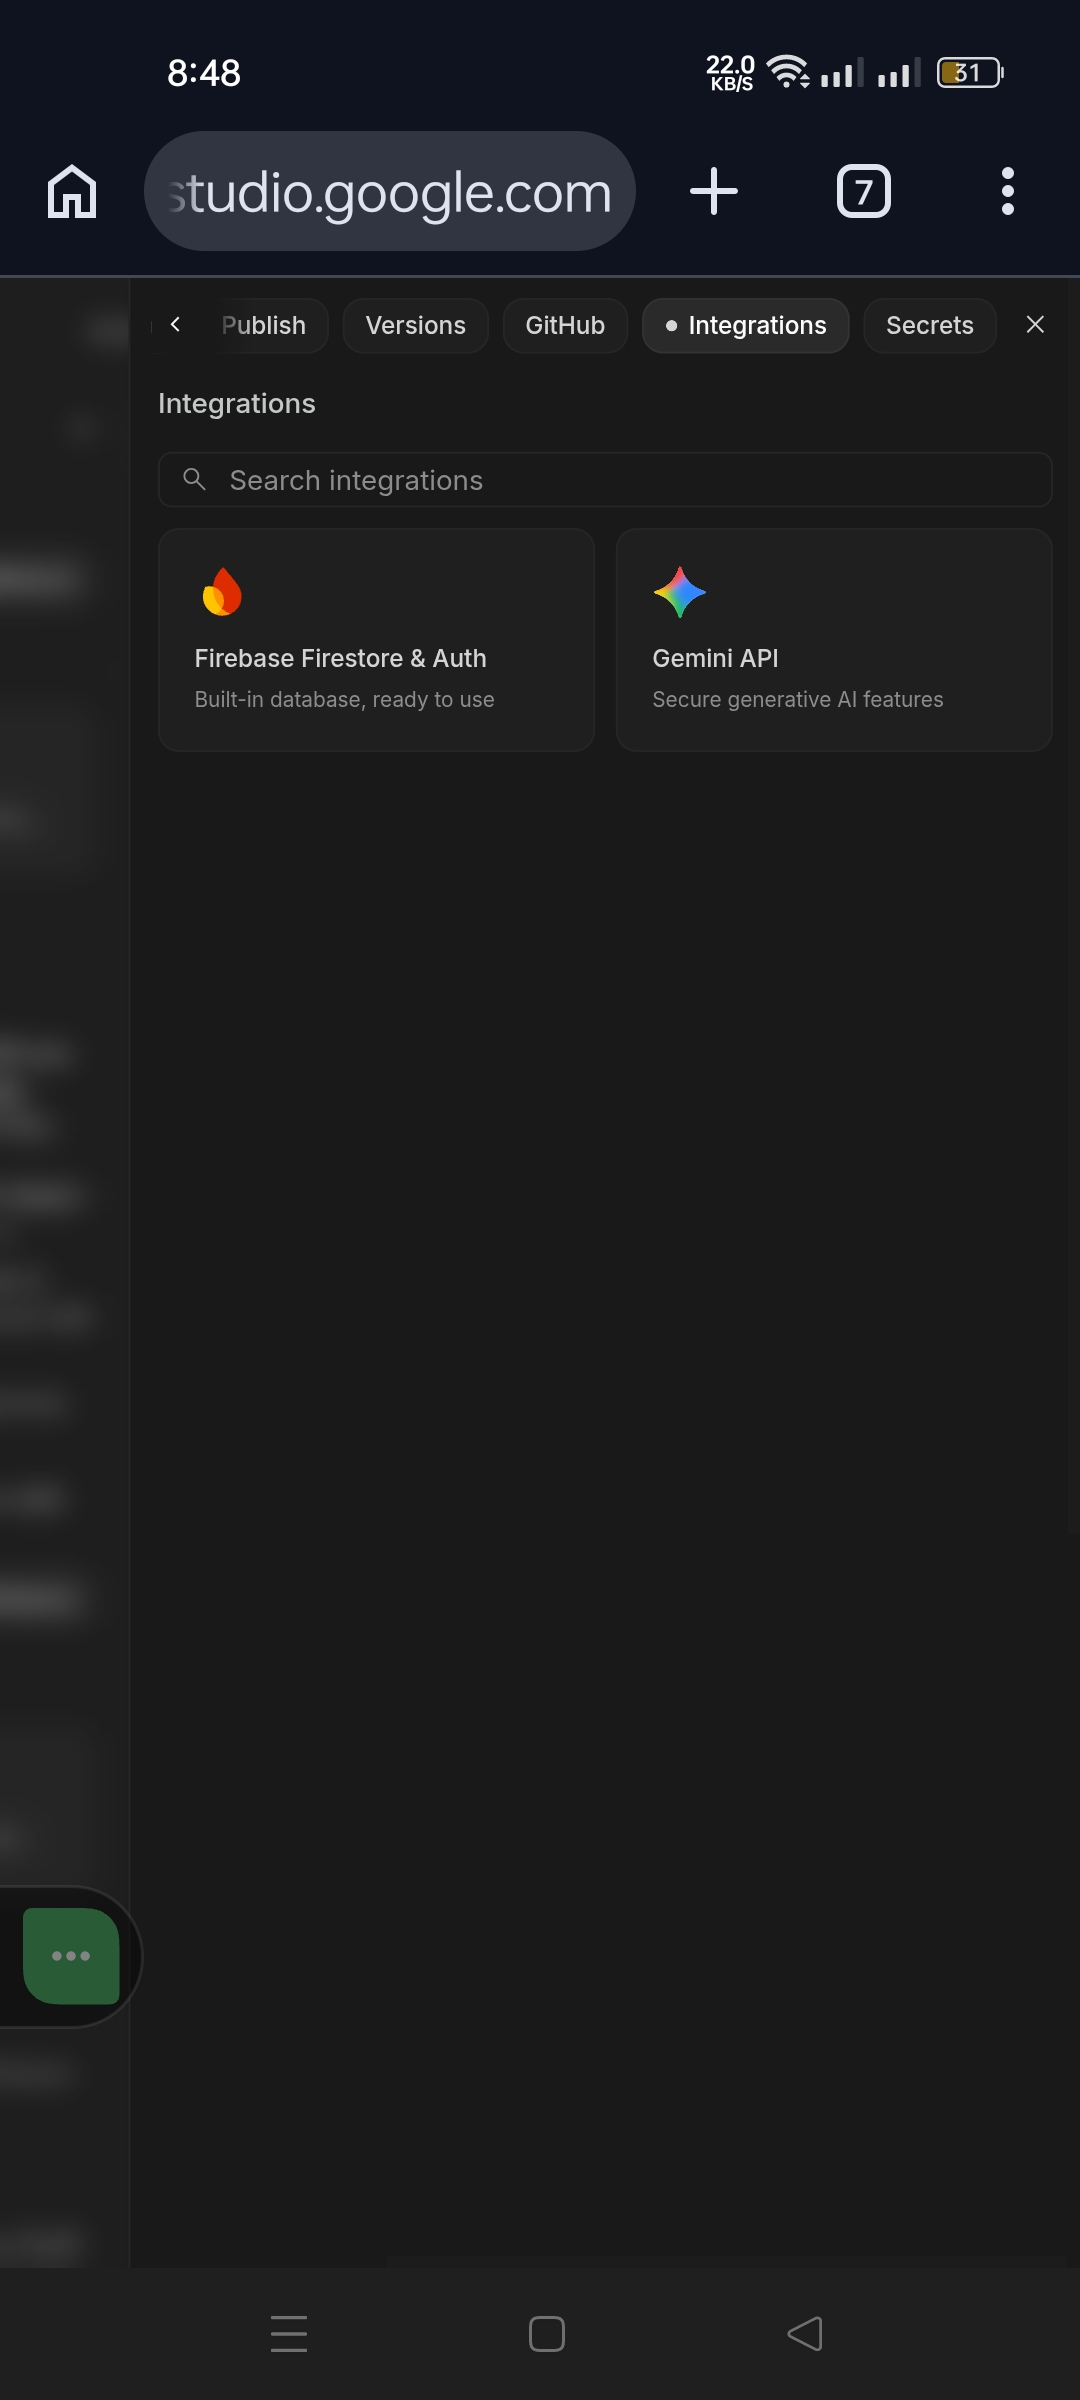 8:48
22.0
KB/S
31
studio.google.com
7
Publish
Versions
GitHub
Integrations
Secrets
Integrations
Search integrations
Firebase Firestore & Auth
Built-in database, ready to use
Gemini API
Secure generative AI features